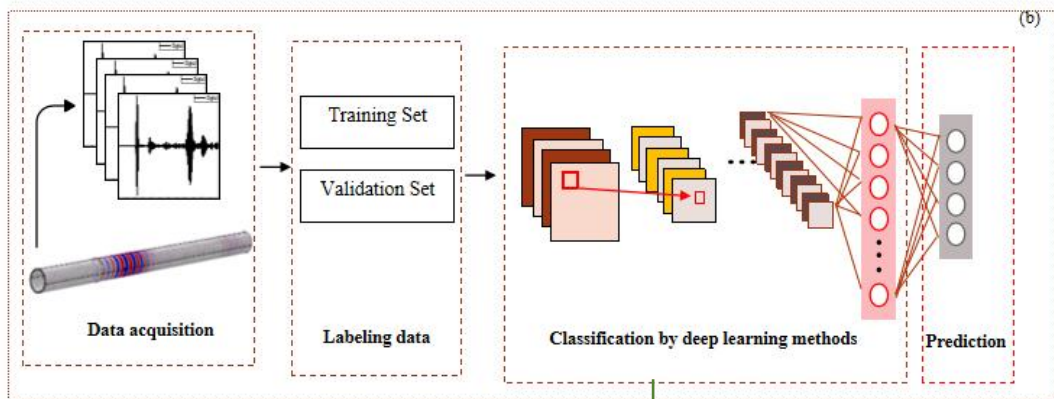 (b)
Training Set
Validation Set
Data acquisition
Labeling data
Classification by deep learning methods
Prediction